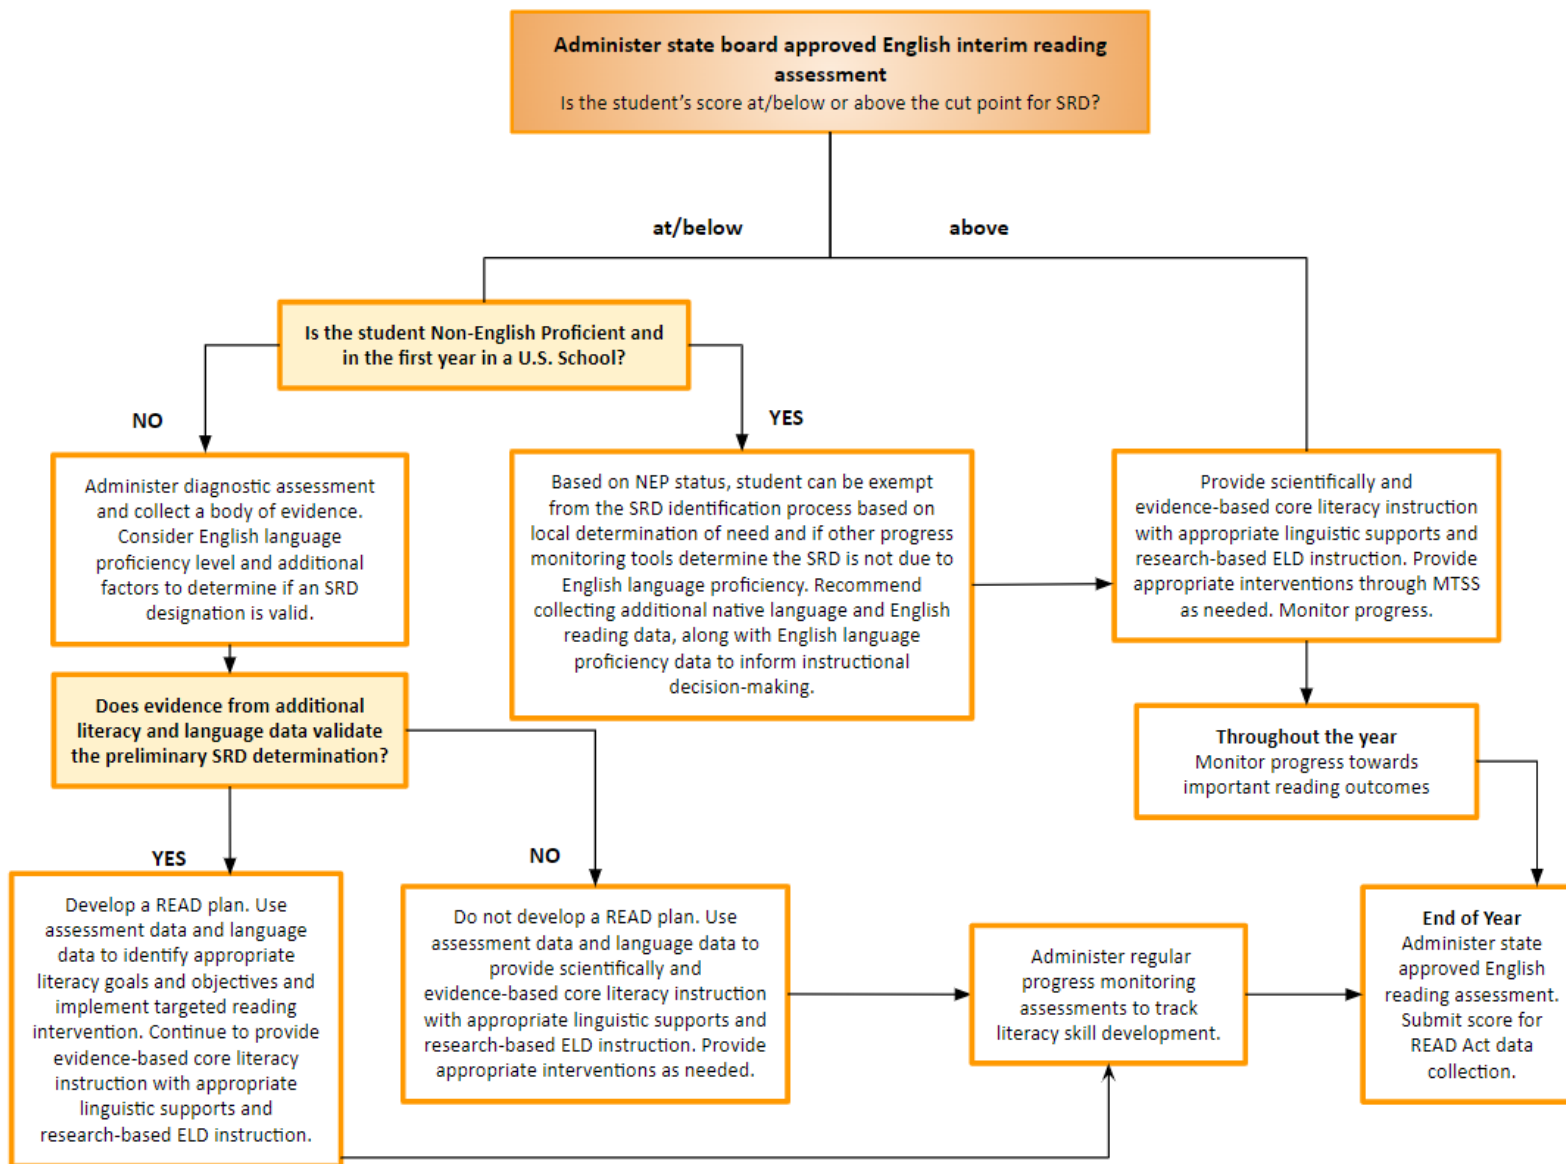 Administer state board approved English interim reading
assessment
Is the student's score at/below or above the cut point for SRD?
at/below
above
Is the student Non-English Proficient and
in the first year in a U.S. School?
NO
YES
Administer diagnostic assessment
and collect a body of evidence.
Consider English language
proficiency level and additional
factors to determine if an SRD
designation is valid.
Based on NEP status, student can be exempt
from the SRD identification process based on
local determination of need and if other progress
monitoring tools determine the SRD is not due to
English language proficiency. Recommend
collecting additional native language and English
reading data, along with English language
proficiency data to inform instructional
decision-making.
Provide scientifically and
evidence-based core literacy instruction
with appropriate linguistic supports and
research-based ELD instruction. Provide
appropriate interventions through MTSS
as needed. Monitor progress.
Does evidence from additional
literacy and language data validate
the preliminary SRD determination?
Throughout the year
Monitor progress towards
important reading outcomes
YES
NO
Develop a READ plan. Use
assessment data and language
data to identify appropriate
literacy goals and objectives and
implement targeted reading
intervention. Continue to provide
evidence-based core literacy
instruction with appropriate
linguistic supports and
research-based ELD instruction.
Do not develop a READ plan. Use
assessment data and language data to
provide scientifically and
evidence-based core literacy instruction
with appropriate linguistic supports and
research-based ELD instruction. Provide
appropriate interventions as needed.
Administer regular
progress monitoring
assessments to track
literacy skill development.
End of Year
Administer state
approved English
reading assessment.
Submit score for
READ Act data
collection.